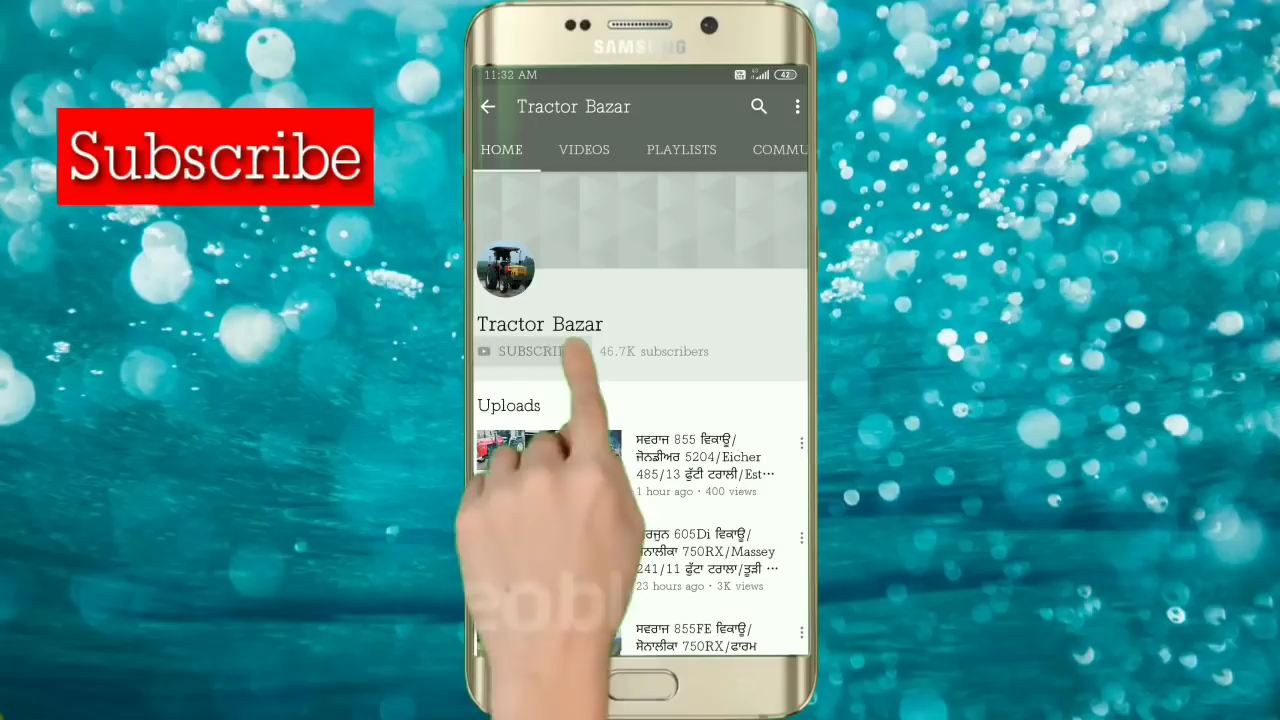 Subscribe
SAMSUNG
11:32 AM
42
Tractor Bazar
HOME VIDEOS PLAYLISTS COMMU
Tractor Bazar
46.7K subscribers
Uploads
ਸਵਰਾਜ 855 ਵਿਕਾਊ/
ਜੋਨਡੀਅਰ 5204/Eicher
485/13 ਫੁੱਟੀ ਟਰਾਲੀ/Est···
1 hour ago · 400 views
605Di ਵਿਕਾਊ/
750RX/Massey
241/11 ਫੁੱਟਾ ਟਰਾਲਾ/ਤੂੜੀ ···
23 hours ago · 3K views
ਸਵਰਾਜ 855FE ਵਿਕਾਊ/
ਸੋਨਾਲੀਕਾ 750RX/ਫਾਰਮ